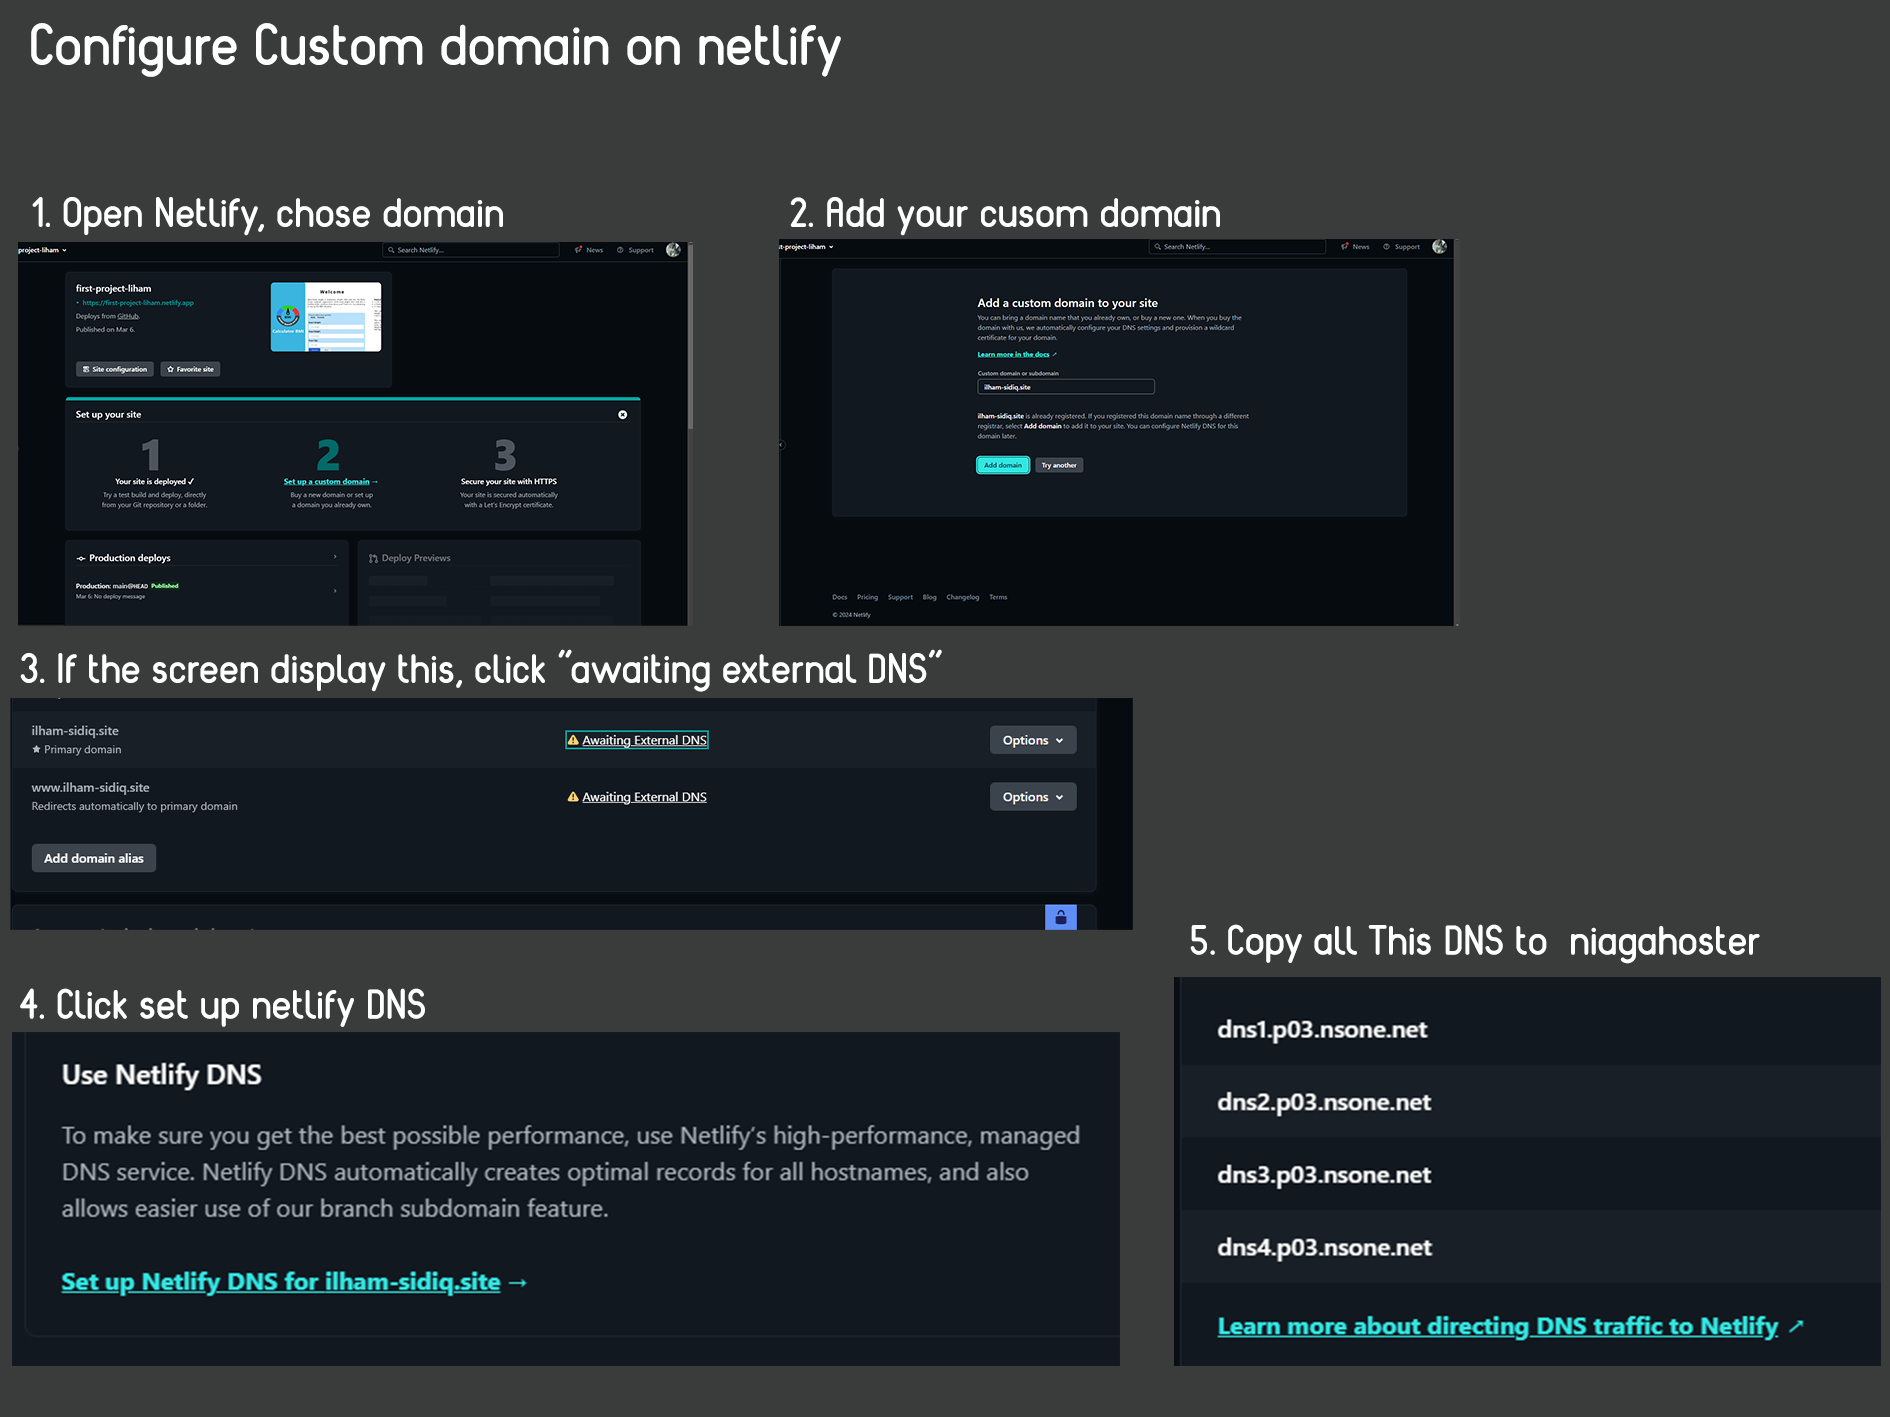 Configure Custom domain on netlify
1. Open Netlify, chose domain
project-liham
Search Netlify...
News
Support
first-project-liham
https://first-project-liham.netlify.app
Deploys from GitHub.
Published on Mar 6.
Welcome
Calculator BMI
Site configuration
Favorite site
Set up your site
1
Your site is deployed ✓
Try a test build and deploy, directly
from your Git repository or a folder.
2
Set up a custom domain →
Buy a new domain or set up
a domain you already own.
3
Secure your site with HTTPS
Your site is secured automatically
with a Let's Encrypt certificate.
Production deploys
Production: main@HEAD Published
Mar 6: No deploy message
Deploy Previews
2. Add your cusom domain
t-project-liham
Search Netlify...
News
Support
Add a custom domain to your site
You can bring a domain name that you already own, or buy a new one. When you buy the
domain with us, we automatically configure your DNS settings and provision a wildcard
certificate for your domain.
Learn more in the docs ↗
Custom domain or subdomain
ilham-sidiq.site
ilham-sidiq.site is already registered. If you registered this domain name through a different
registrar, select Add domain to add it to your site. You can configure Netlify DNS for this
domain later.
Add domain
Try another
Docs Pricing Support Blog Changelog Terms
© 2024 Netlify
3. If the screen display this, click "awaiting external DNS"
ilham-sidiq.site
★ Primary domain
Awaiting External DNS
Options
www.ilham-sidiq.site
Redirects automatically to primary domain
Awaiting External DNS
Options
Add domain alias
4. Click set up netlify DNS
Use Netlify DNS
To make sure you get the best possible performance, use Netlify's high-performance, managed
DNS service. Netlify DNS automatically creates optimal records for all hostnames, and also
allows easier use of our branch subdomain feature.
Set up Netlify DNS for ilham-sidiq.site →
5. Copy all This DNS to niagahoster
dns1.p03.nsone.net
dns2.p03.nsone.net
dns3.p03.nsone.net
dns4.p03.nsone.net
Learn more about directing DNS traffic to Netlify ↗